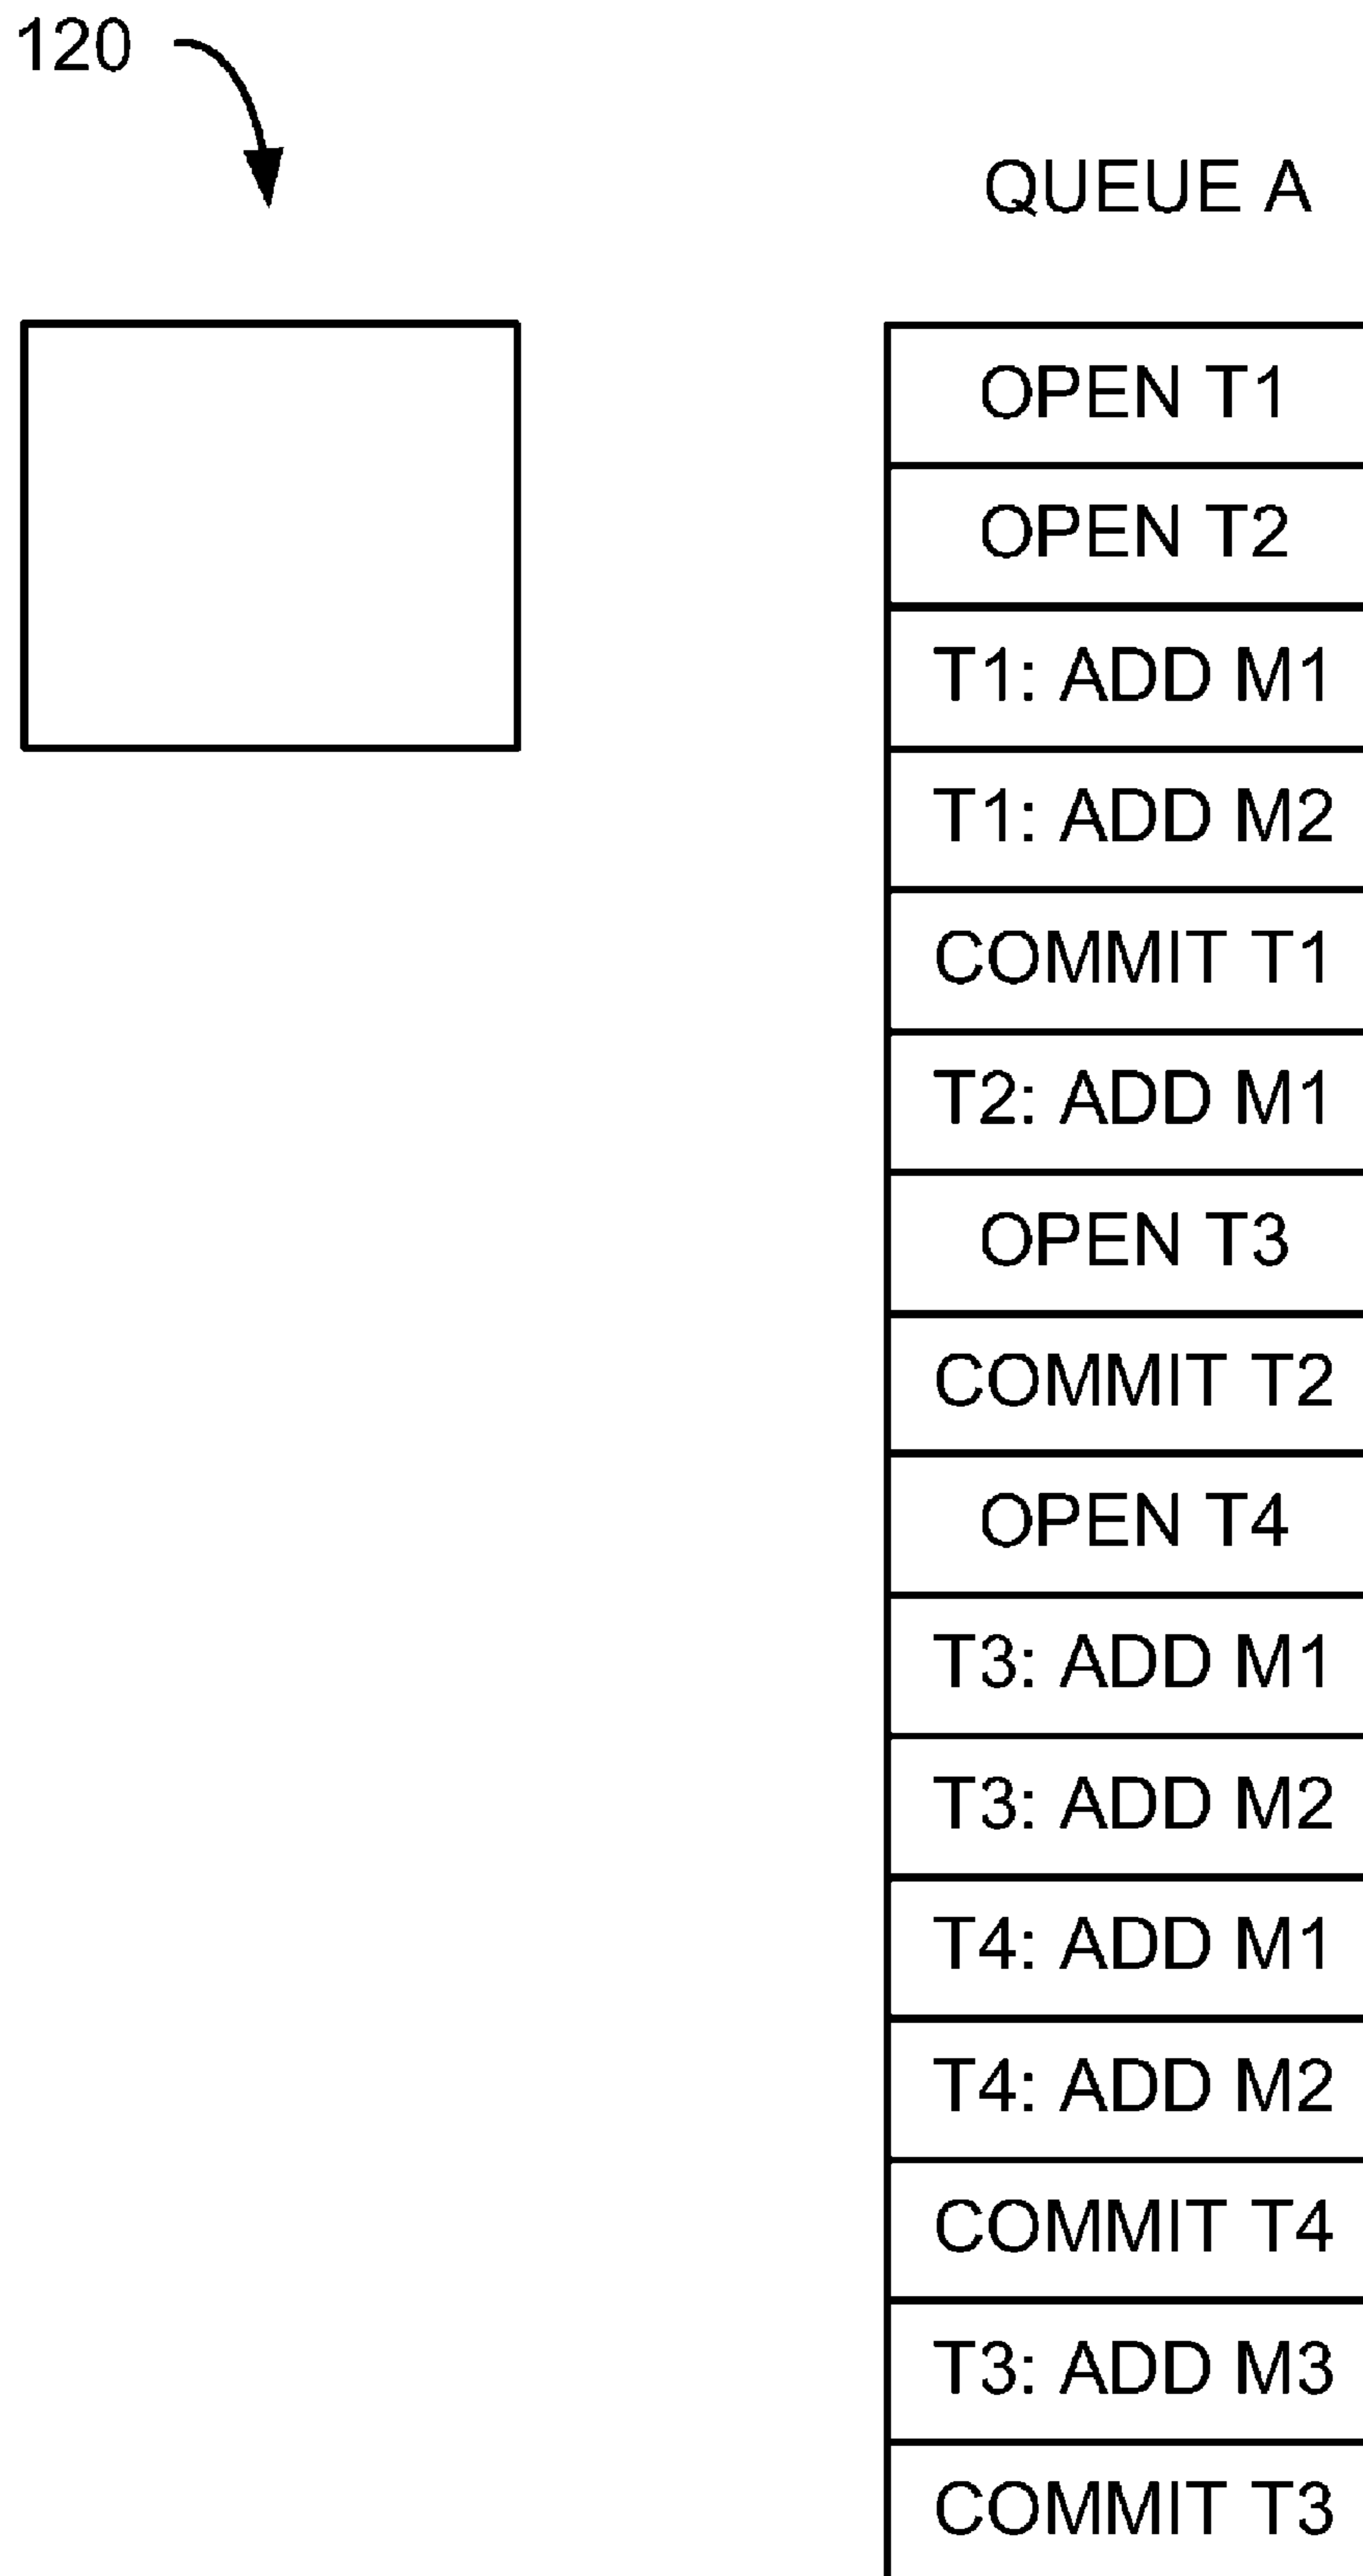 120
QUEUE A
OPEN T1
OPEN T2
T1: ADD M1
T1: ADD M2
COMMIT T1
T2: ADD M1
OPEN T3
COMMIT T2
OPEN T4
T3: ADD M1
T3: ADD M2
T4: ADD M1
T4: ADD M2
COMMIT T4
T3: ADD M3
COMMIT T3